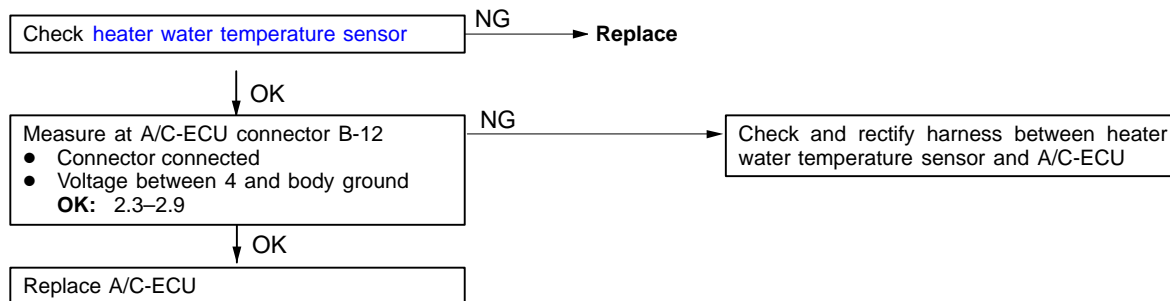 Check heater water temperature sensor
NG
Replace
OK
Measure at A/C-ECU connector B-12
● Connector connected
● Voltage between 4 and body ground
OK: 2.3–2.9
NG
Check and rectify harness between heater
water temperature sensor and A/C-ECU
OK
Replace A/C-ECU